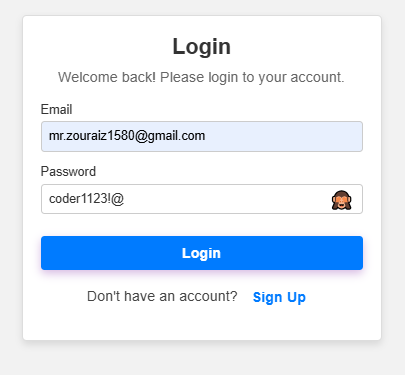 Login
Welcome back! Please login to your account.
Email
mr.zouraiz1580@gmail.com
Password
coder1123!@
Login
Don't have an account? Sign Up